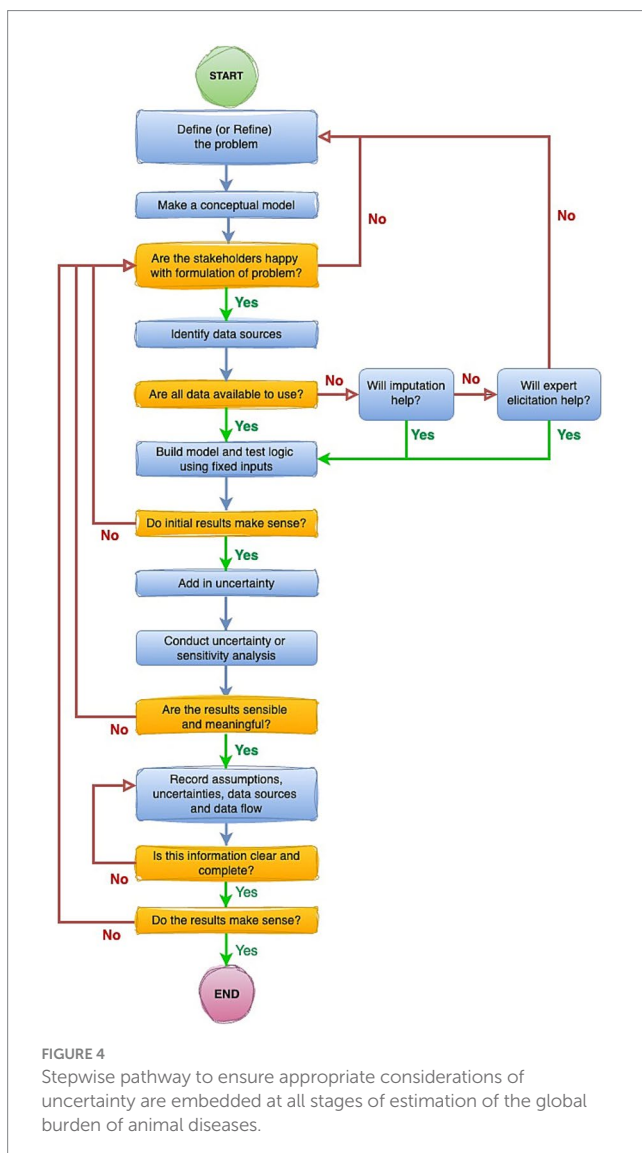 START
Define (or Refine)
the problem
Make a conceptual model
No
No
Are the stakeholders happy
with formulation of problem?
Yes
Identify data sources
Are all data available to use?
No
Will imputation
help?
No
Will expert
elicitation help?
Yes
Yes
Yes
Build model and test logic
using fixed inputs
Do initial results make sense?
No
Yes
Add in uncertainty
Conduct uncertainty or
sensitivity analysis
Are the results sensible
and meaningful?
No
Yes
Record assumptions,
uncertainties, data sources
and data flow
Is this information clear and
complete?
No
Yes
Do the results make sense?
No
Yes
END
FIGURE 4
Stepwise pathway to ensure appropriate considerations of
uncertainty are embedded at all stages of estimation of the global
burden of animal diseases.